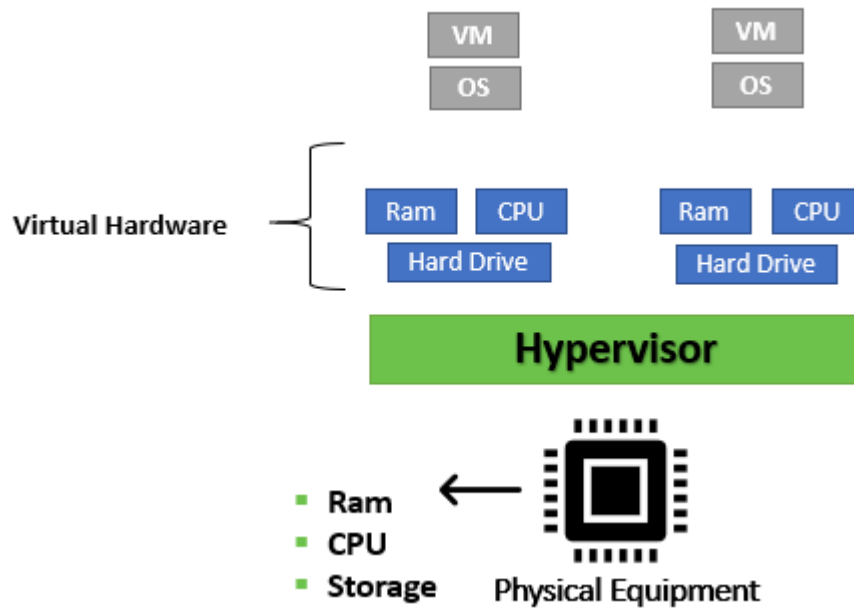 VM VM
OS OS
Virtual Hardware
Ram CPU Ram CPU
Hard Drive Hard Drive
Hypervisor
Ram
CPU
Storage
Physical Equipment